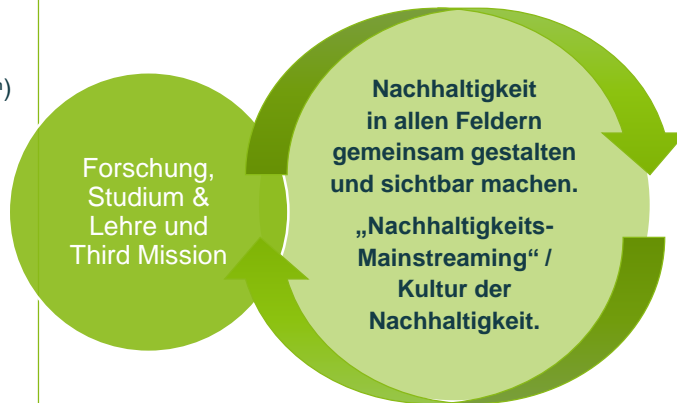 Forschung,
Studium &
Lehre und
Third Mission
Nachhaltigkeit
in allen Feldern
gemeinsam gestalten
und sichtbar machen.
„Nachhaltigkeits-
Mainstreaming“ /
Kultur der
Nachhaltigkeit.